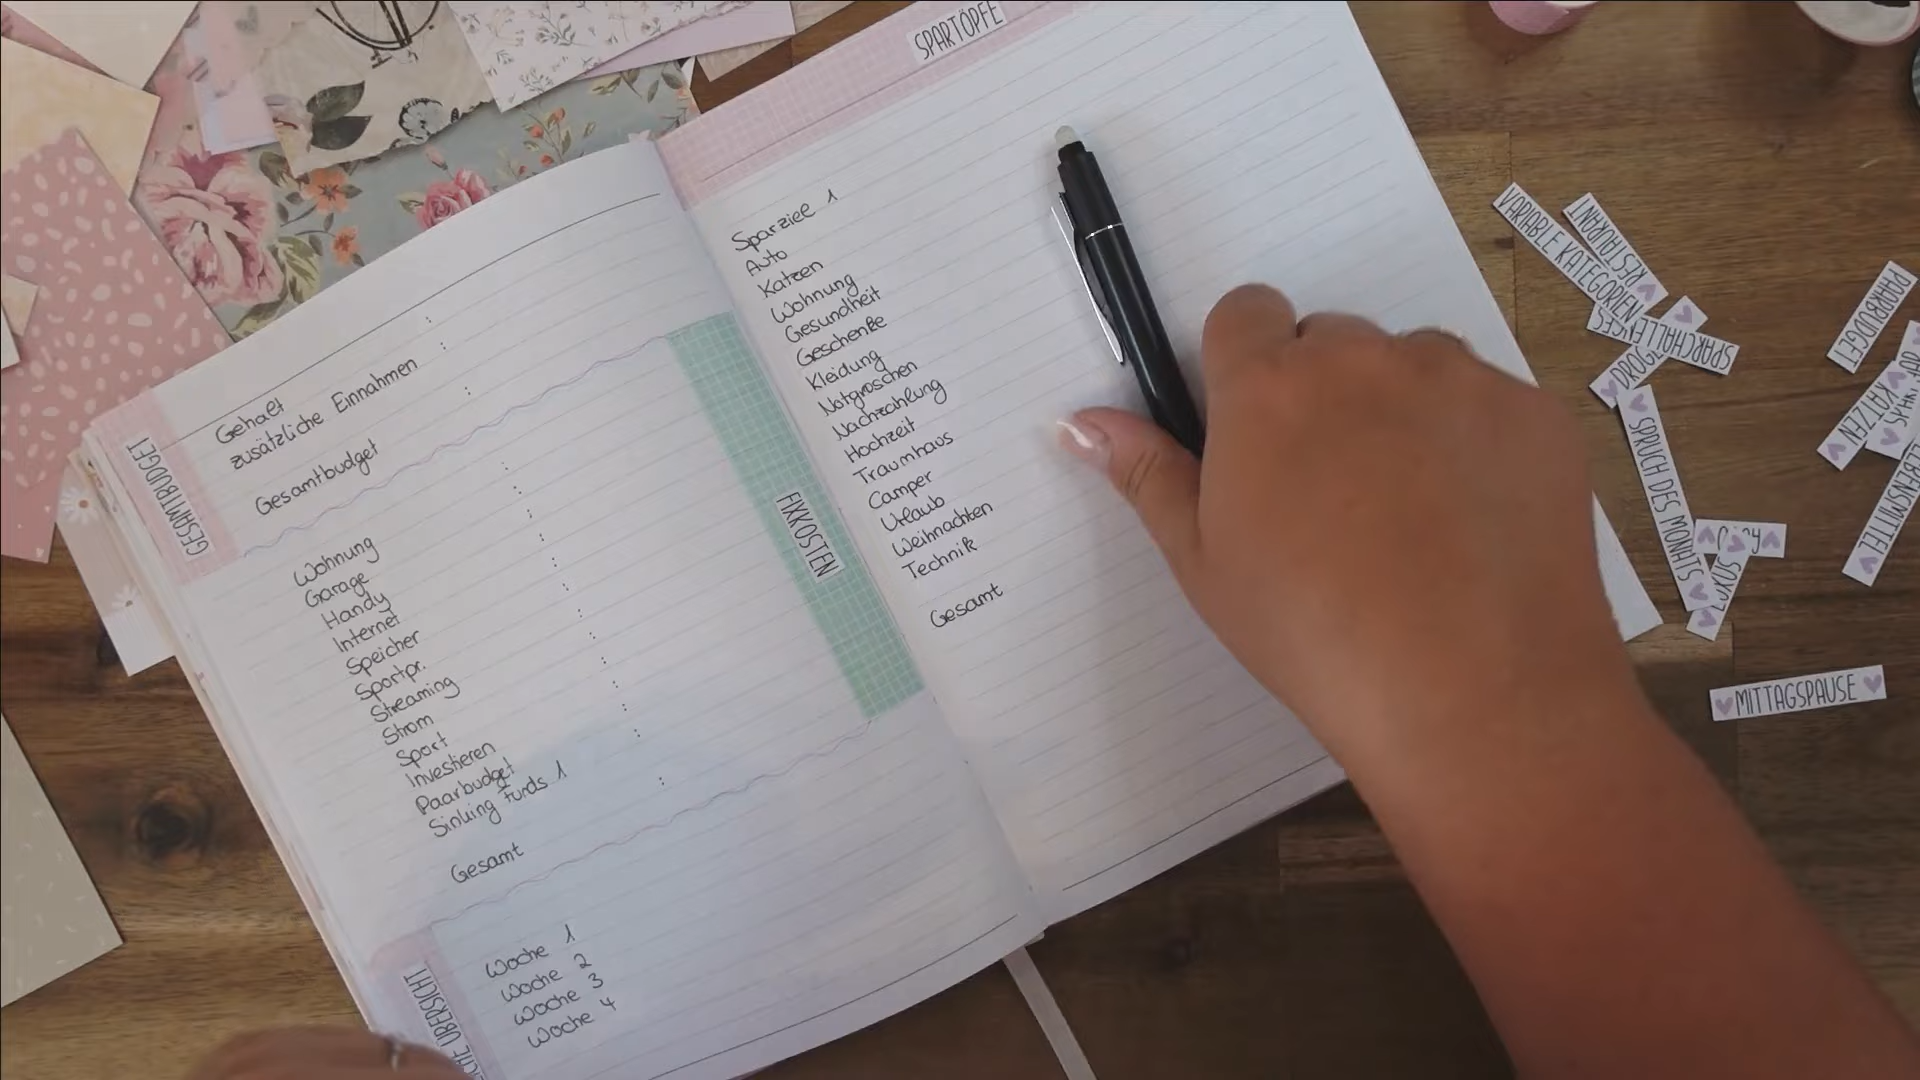 GESAMTBUDGET
Gehalt
zusätzliche Einnahmen
Gesamtbudget
FIXKOSTEN
Wohnung
Garage
Handy
Internet
Speicher
Sportpr.
Streaming
Strom
Sport
Investieren
Paarbudget
Sinking funds 1
Gesamt
ÜBERSICHT
Woche 1
Woche 2
Woche 3
Woche 4
SPARTÖPFE
Sparziel 1
Auto
Katzen
Wohnung
Gesundheit
Geschenke
Kleidung
Notgroschen
Nachzahlung
Hochzeit
Traumhaus
Camper
Urlaub
Weihnachten
Technik
Gesamt
VARIABLE KATEGORIEN
RESTAURANT
SPARCHALLENGES
SPRUCH DES MONATS
LUXUS
MITTAGSPAUSE
PAARBUDGET
KATZEN
LEBENSMITTEL